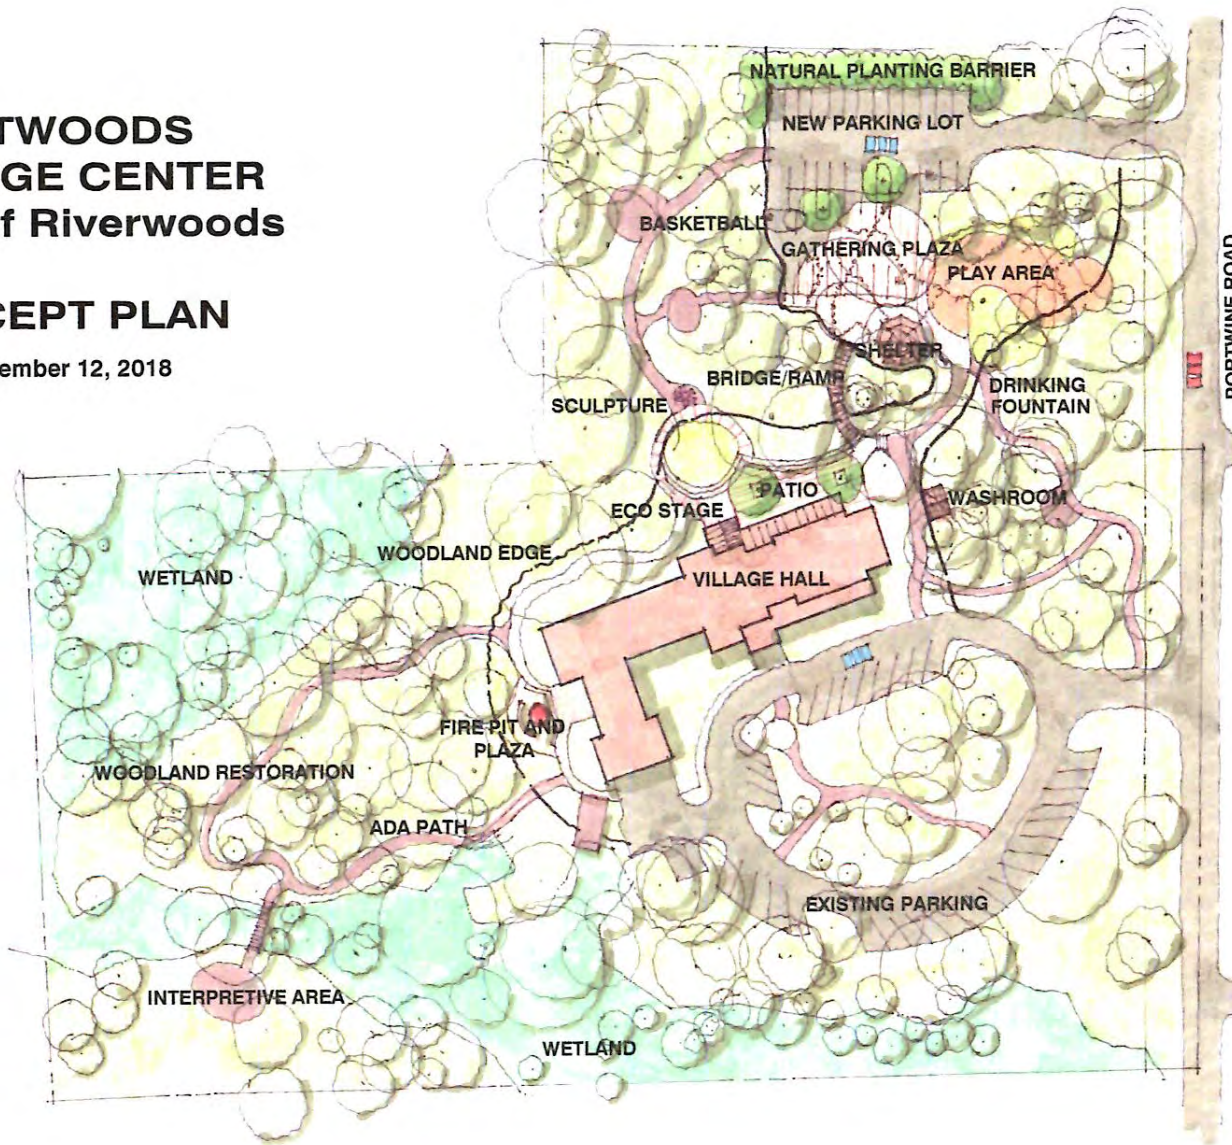 TWOODS
GE CENTER
f Riverwoods
CEPT PLAN
ember 12, 2018
NATURAL PLANTING BARRIER
NEW PARKING LOT
BASKETBALL
GATHERING PLAZA
PLAY AREA
PORTWINE ROAD
SHELTER
BRIDGE/RAMP
DRINKING
FOUNTAIN
SCULPTURE
PATIO
WASHROOM
ECO STAGE
WOODLAND EDGE
WETLAND
VILLAGE HALL
FIRE PIT AND
PLAZA
WOODLAND RESTORATION
ADA PATH
EXISTING PARKING
INTERPRETIVE AREA
WETLAND